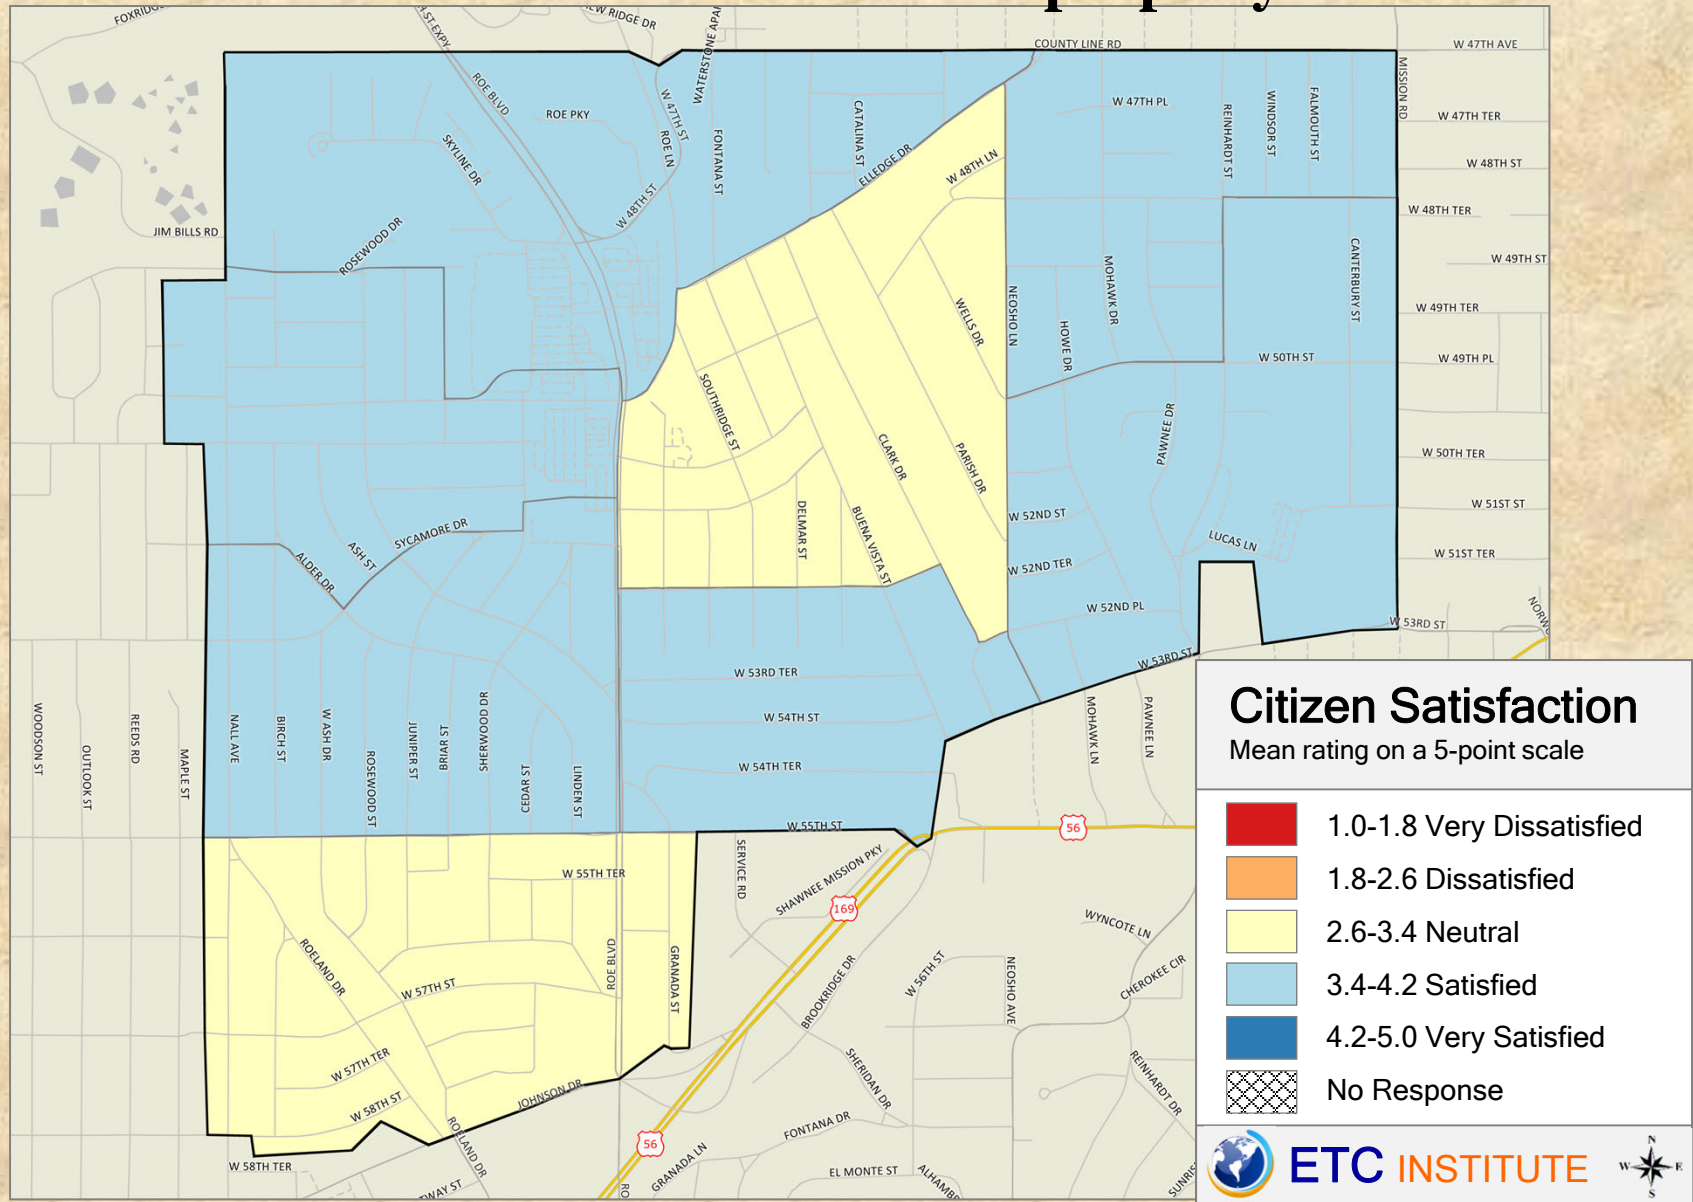 COUNTY LINE RD
W 47TH AVE
ROE BLVD
MISSION RD
W 47TH ST
WATERSTONE APAR
ROE PKY
CATALINA ST
W 47TH PL
REINHARDT ST
WINDSOR ST
FALMOUTH ST
W 47TH TER
SKYLINE DR
ROE LN
FONTANA ST
ELLEDGE DR
W 48TH LN
W 48TH ST
W 48TH ST
W 48TH TER
JIM BILLS RD
ROSEWOOD DR
CANTERBURY ST
W 49TH ST
MOHAWK DR
NEOSHO LN
WELLS DR
HOWE DR
W 49TH TER
W 50TH ST
W 49TH PL
SOUTHRIDGE ST
CLARK DR
PARISH DR
PAWNEE DR
W 50TH TER
DELMAR ST
BUENA VISTA ST
W 52ND ST
W 51ST ST
SYCAMORE DR
ASH ST
ALDER DR
LUCAS LN
W 51ST TER
W 52ND TER
W 52ND PL
W 53RD ST
W 53RD ST
W 53RD TER
WOODSON ST
OUTLOOK ST
REEDS RD
MAPLE ST
NALL AVE
BIRCH ST
W ASH DR
ROSEWOOD ST
JUNIPER ST
BRIAR ST
SHERWOOD DR
CEDAR ST
LINDEN ST
W 54TH ST
W 54TH TER
MOHAWK LN
PAWNEE LN
W 55TH ST
56
SERVICE RD
SHAWNEE MISSION PKY
W 55TH TER
169
WYNCOTE LN
ROELAND DR
ROE BLVD
GRANADA ST
W 57TH ST
BROOKRIDGE DR
W 56TH ST
NEOSHO AVE
CHEROKEE CIR
W 57TH TER
JOHNSON DR
SHERIDAN DR
REINHARDT DR
W 58TH ST
ROELAND DR
FONTANA DR
56
GRANADA LN
W 58TH TER
EL MONTE ST
Citizen Satisfaction
Mean rating on a 5-point scale
1.0-1.8 Very Dissatisfied
1.8-2.6 Dissatisfied
2.6-3.4 Neutral
3.4-4.2 Satisfied
4.2-5.0 Very Satisfied
No Response
ETC INSTITUTE
N
W E
S